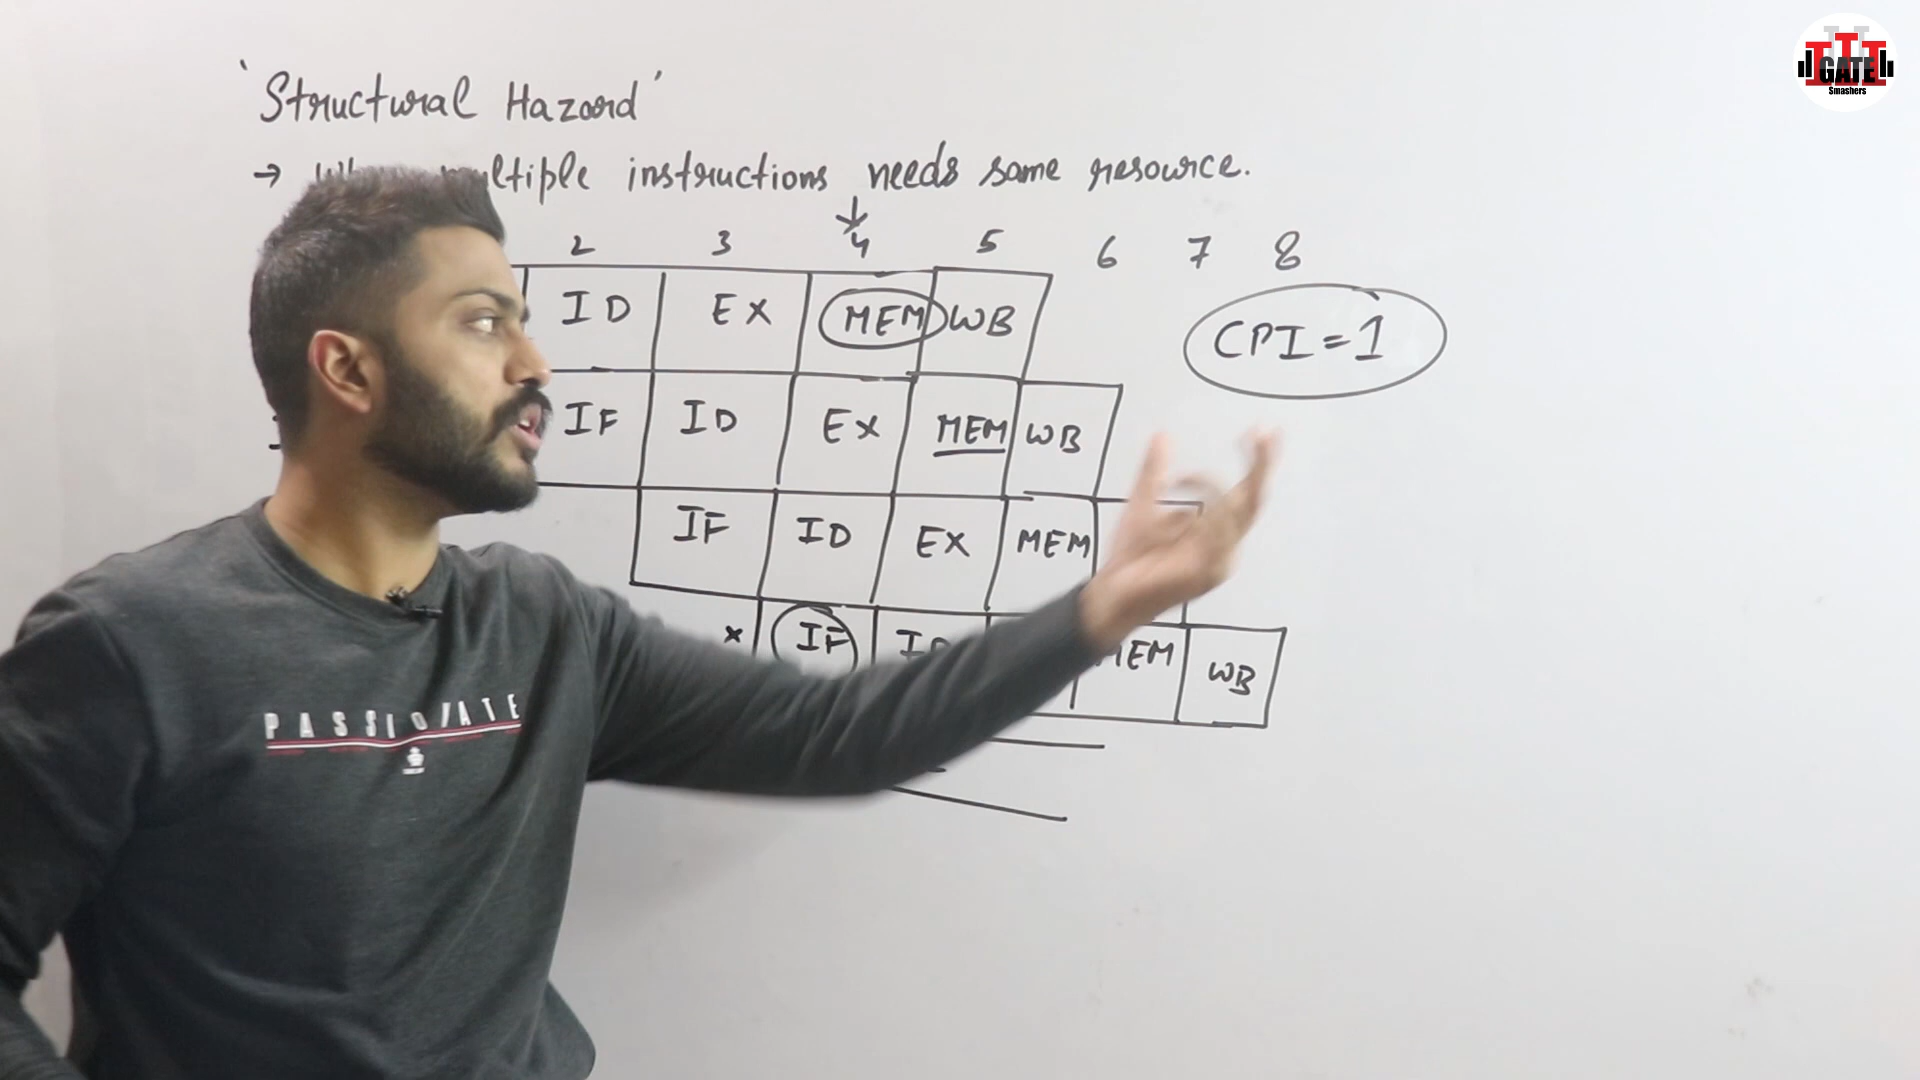 'Structural Hazard'
→ multiple instructions needs same resource.
2 3 4 5 6 7 8
ID EX MEM WB
CPI=1
IF ID EX MEM WB
IF ID EX MEM
x IF ID MEM WB
PASSIONATE
GATE
Smashers